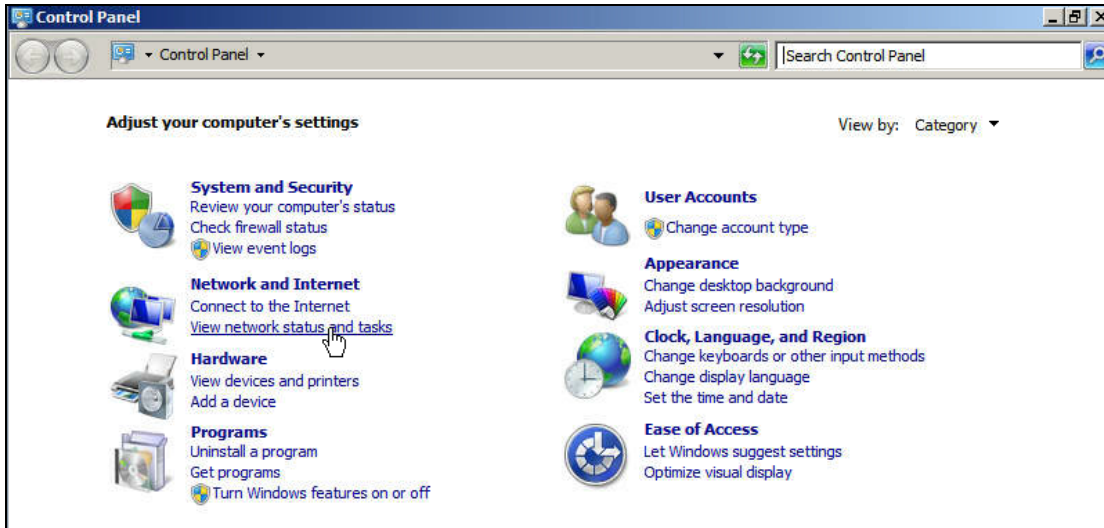 Control Panel
Control Panel
Search Control Panel
Adjust your computer's settings
View by: Category
System and Security
Review your computer's status
Check firewall status
View event logs
Network and Internet
Connect to the Internet
View network status and tasks
Hardware
View devices and printers
Add a device
Programs
Uninstall a program
Get programs
Turn Windows features on or off
User Accounts
Change account type
Appearance
Change desktop background
Adjust screen resolution
Clock, Language, and Region
Change keyboards or other input methods
Change display language
Set the time and date
Ease of Access
Let Windows suggest settings
Optimize visual display